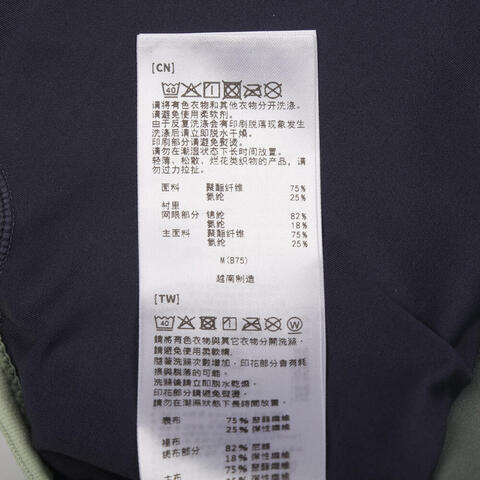 [CN]
40
请将有色衣物和其他衣物分开洗涤。
请避免使用柔软剂。
由于反复洗涤会有印刷脱落现象发生
洗涤后请立即脱水干燥。
印刷部分请避免熨烫。
请勿在潮湿状态下长时间放置。
轻薄、松散、烂花类织物的产品，请勿过力拉扯。
面料 聚酯纤维 75%
氨纶 25%
村里
网眼部分 锦纶 82%
氨纶 18%
主面料 聚酯纤维 75%
氨纶 25%
M(B75)
越南制造
[TW]
40 W
請將有色衣物與其它衣物分開洗滌。
請避免使用柔軟精。
隨著洗滌次數增加，印花部分會有
耗損與脫落的可能。
洗滌後請立即脫水乾燥。
印花部分請避免熨燙。
請勿在潮濕狀態下長時間放置。
表布 75% 聚酯纖維
25% 彈性纖維
裡布
網布部分 82% 尼龍
18% 彈性纖維
主布 75% 聚酯纖維